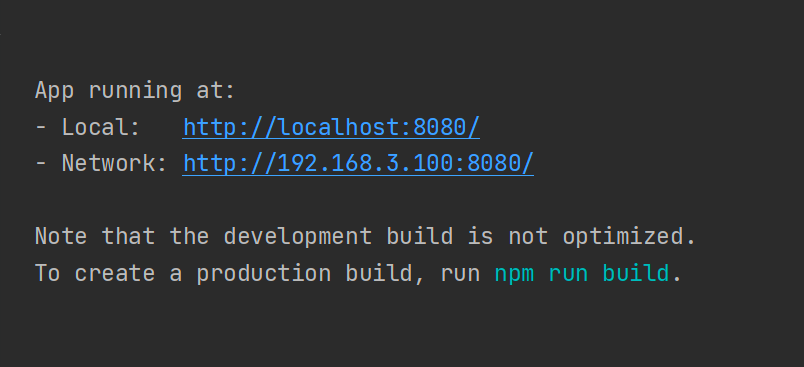 App running at:
- Local:   http://localhost:8080/
- Network: http://192.168.3.100:8080/
Note that the development build is not optimized.
To create a production build, run npm run build.